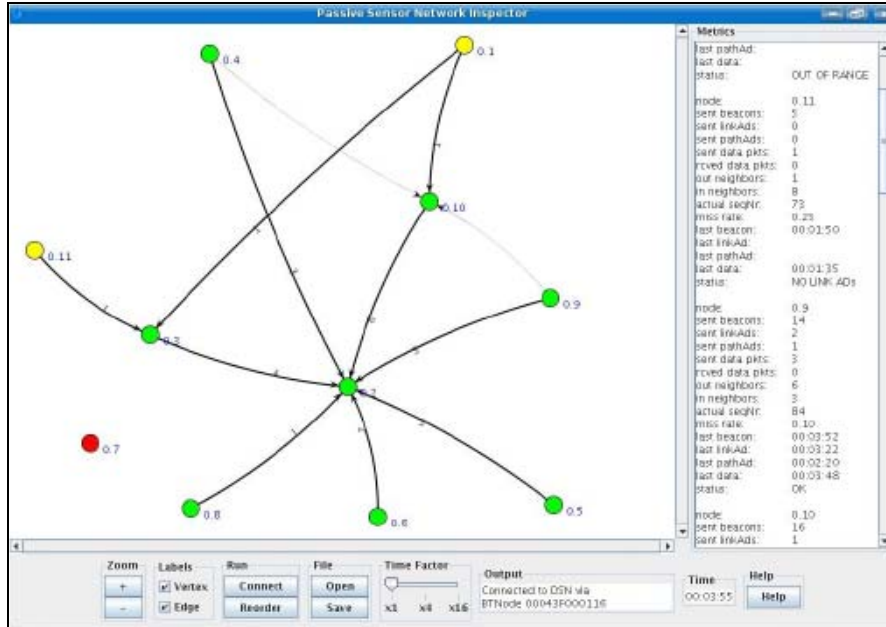 Passive Sensor Network Inspector
Metrics
last pathAd:
last data:
status: OUT OF RANGE
node: 0.11
sent beacons: 5
sent linkAds: 0
sent pathAds: 0
sent data pkts: 1
rcved data pkts: 0
out neighbors: 1
in neighbors: 8
actual seqNr: 73
miss rate: 0.25
last beacon: 00:01:50
last linkAd:
last pathAd:
last data: 00:01:35
status: NO LINK ADs
node: 0.9
sent beacons: 14
sent linkAds: 2
sent pathAds: 1
sent data pkts: 3
rcved data pkts: 0
out neighbors: 6
in neighbors: 3
actual seqNr: 84
miss rate: 0.10
last beacon: 00:03:52
last linkAd: 00:03:22
last pathAd: 00:02:20
last data: 00:03:48
status: OK
node: 0.10
sent beacons: 16
sent linkAds: 1
0.4
0.1
0.10
0.11
0.9
0.3
0.7
0.8
0.6
0.5
Zoom
+
-
Labels
Vertex
Edge
Run
Connect
Reorder
File
Open
Save
Time Factor
x1 x4 x16
Output
Connected to DSN via
BTNode 00043F000116
Time
00:03:55
Help
Help